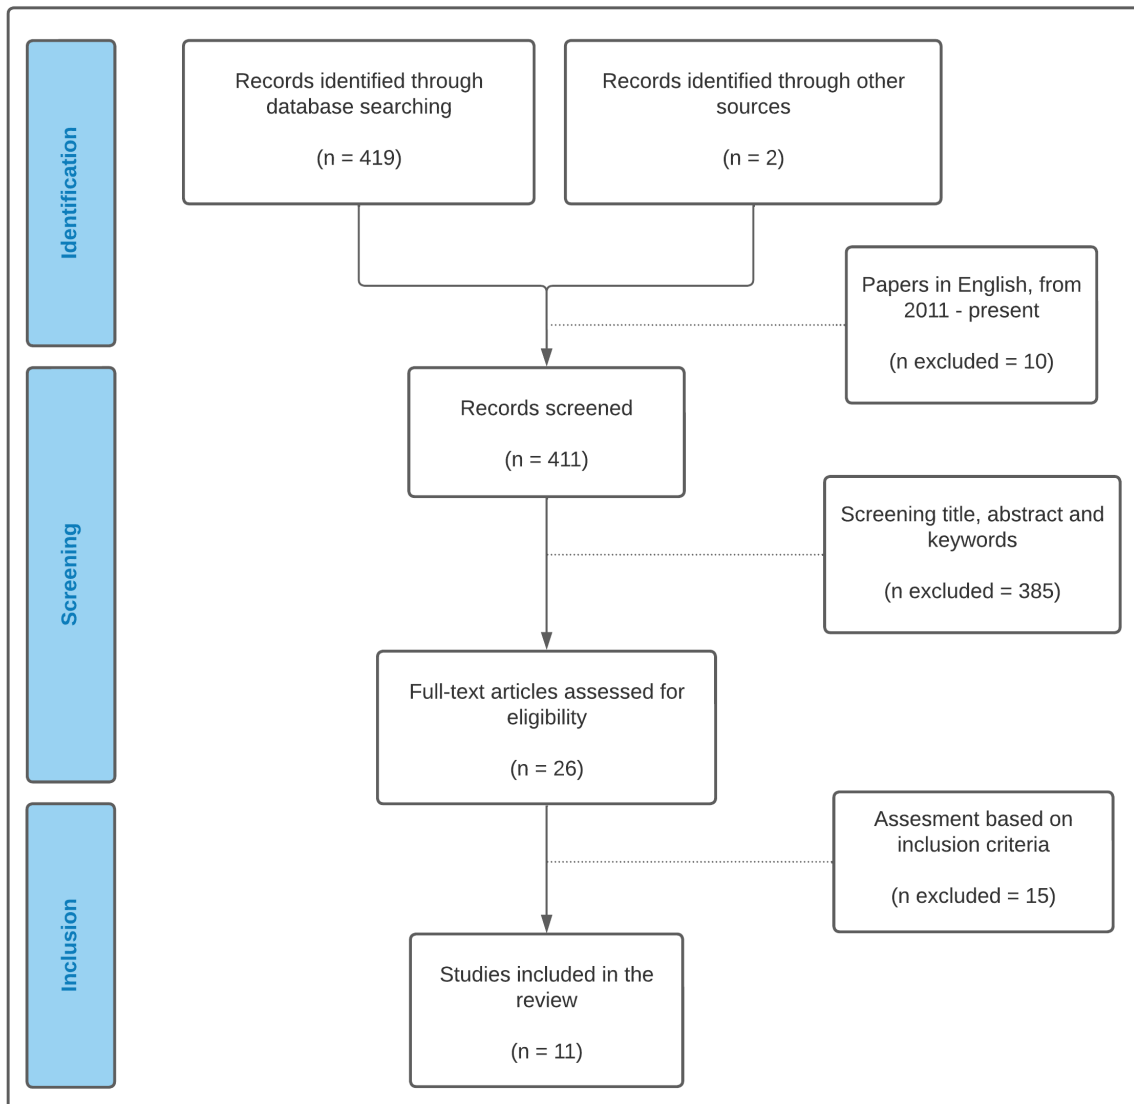 Identification
Records identified through
database searching
(n = 419)
Records identified through other
sources
(n = 2)
Papers in English, from
2011 - present
(n excluded = 10)
Screening
Records screened
(n = 411)
Screening title, abstract and
keywords
(n excluded = 385)
Full-text articles assessed for
eligibility
(n = 26)
Inclusion
Assesment based on
inclusion criteria
(n excluded = 15)
Studies included in the
review
(n = 11)